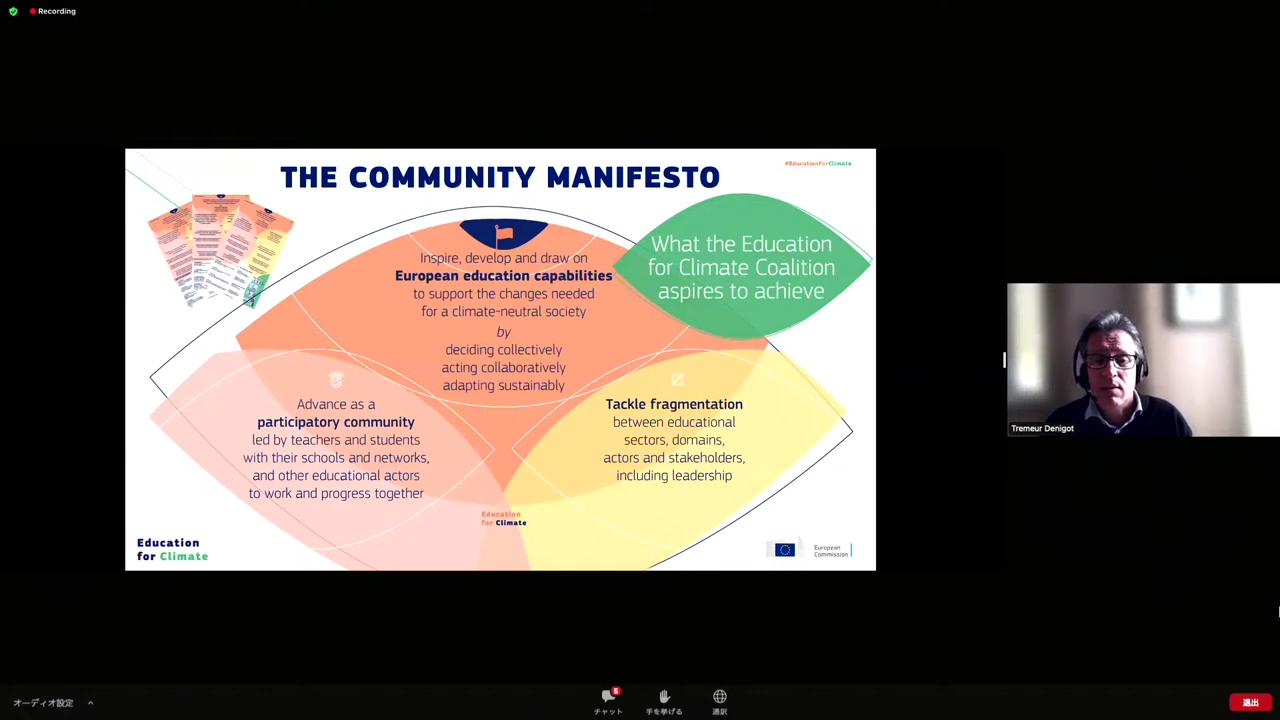 Recording
THE COMMUNITY MANIFESTO
#EducationForClimate
What the Education
for Climate Coalition
aspires to achieve
Inspire, develop and draw on
European education capabilities
to support the changes needed
for a climate-neutral society
by
deciding collectively
acting collaboratively
adapting sustainably
Advance as a
participatory community
led by teachers and students
with their schools and networks,
and other educational actors
to work and progress together
Tackle fragmentation
between educational
sectors, domains,
actors and stakeholders,
including leadership
Education
for Climate
Education
for Climate
European
Commission
Tremeur Denigot
オーディオ設定
5
チャット
手を挙げる
通訳
退出